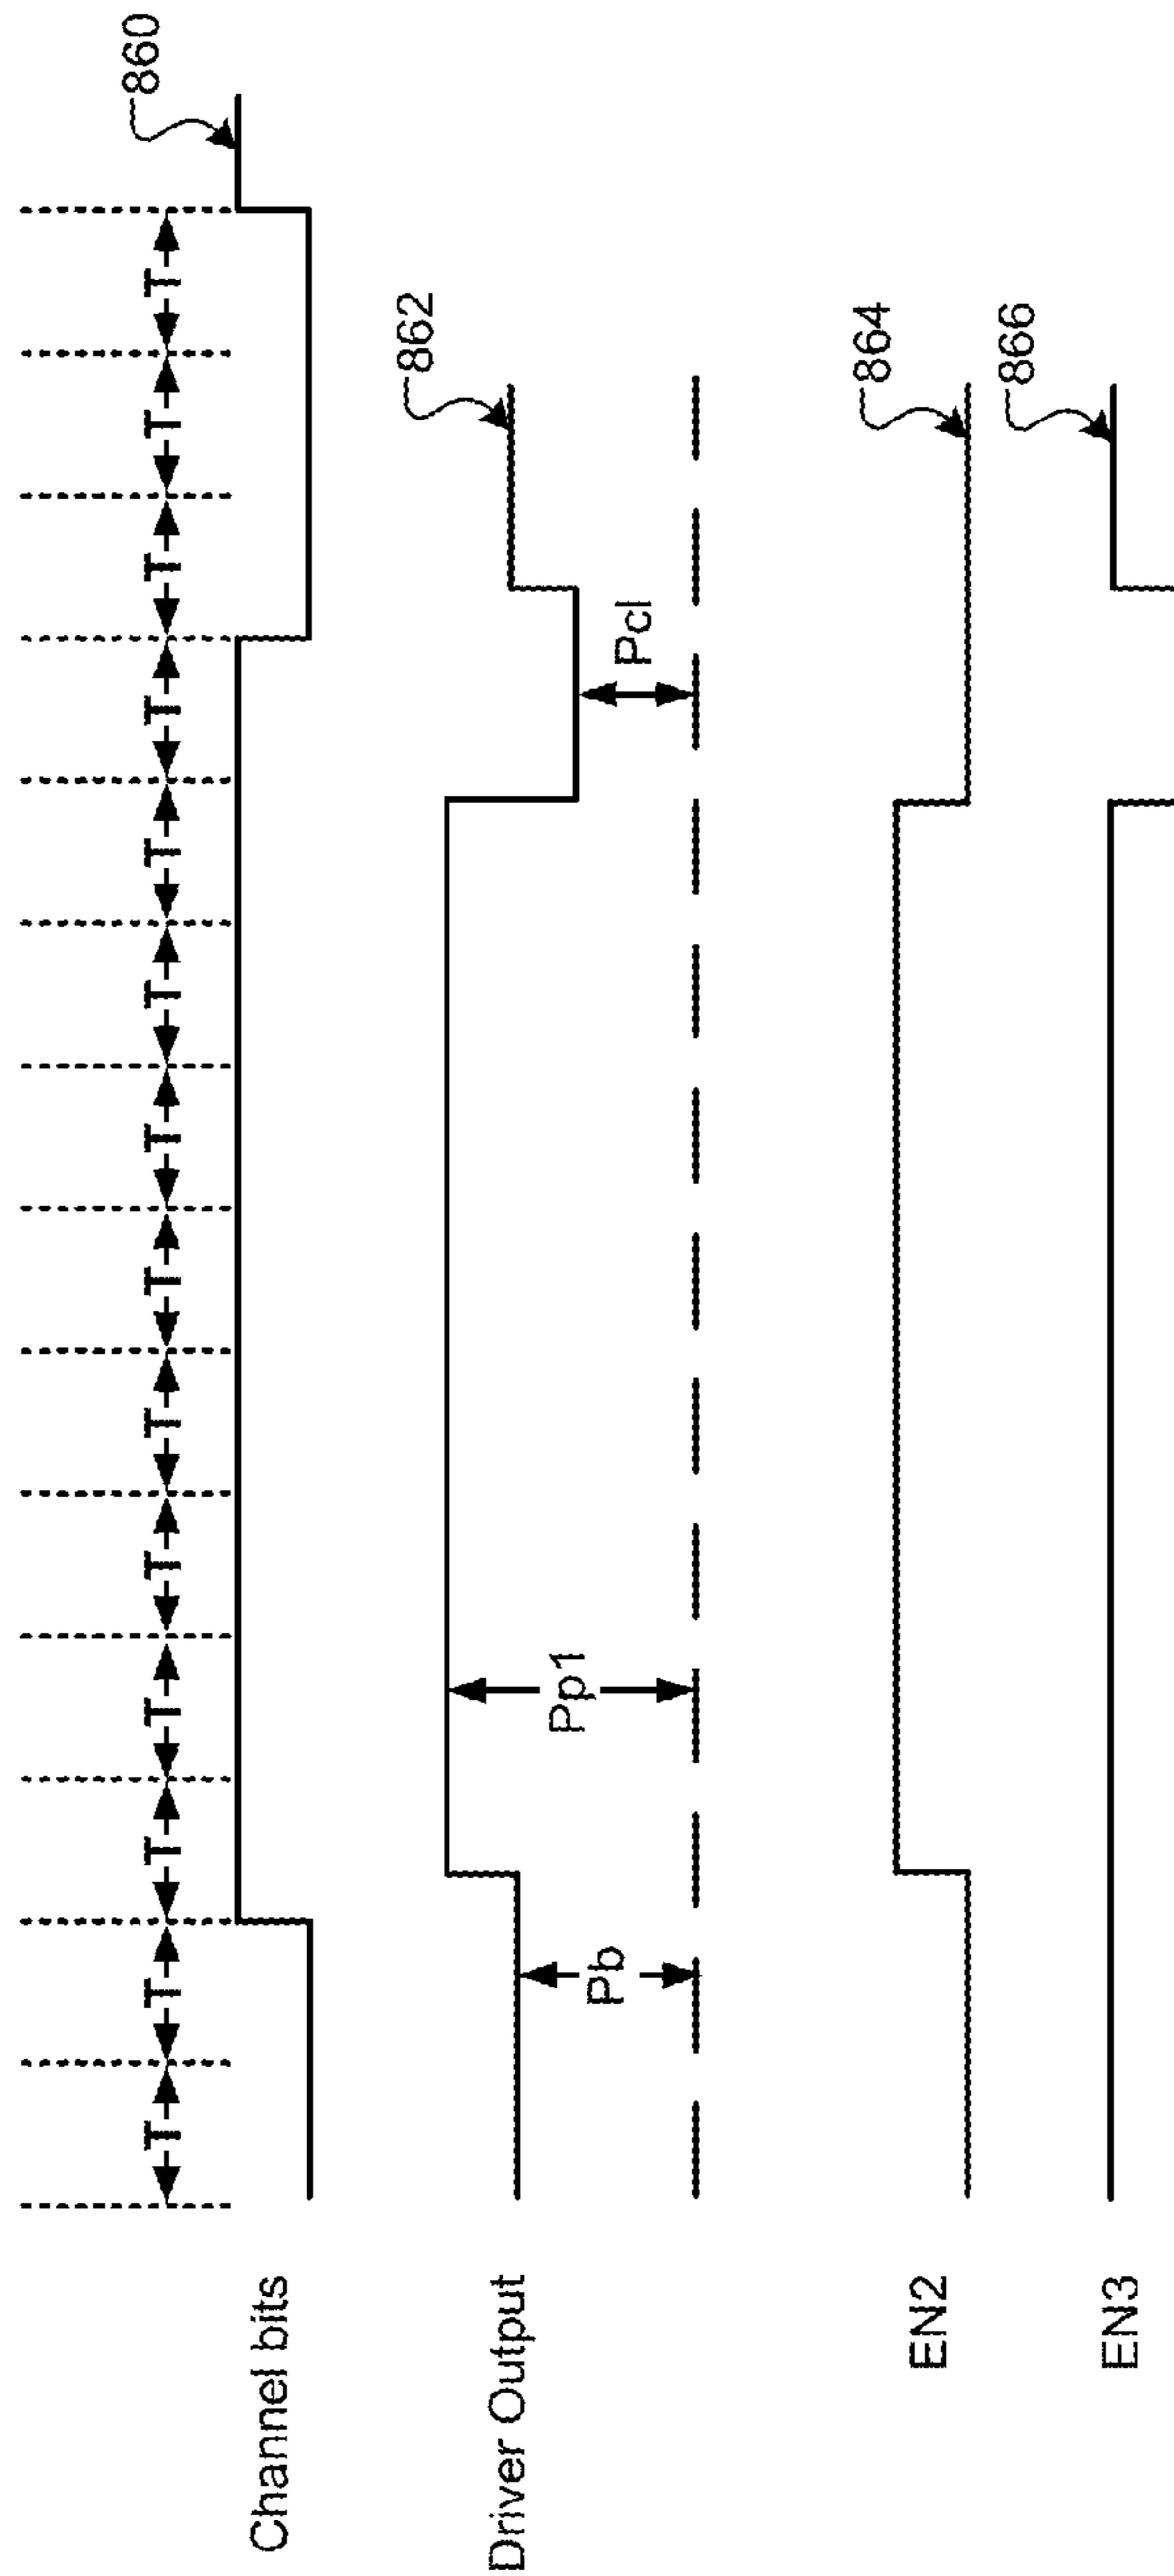 T T T T T T T T T T T T T T
Channel bits
860
Driver Output
Pb
Pp1
Pcl
862
EN2
864
EN3
866